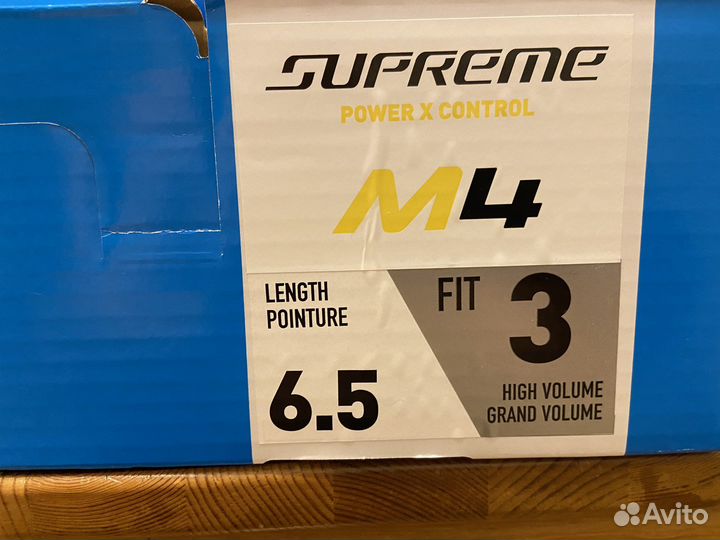 SUPREME
POWER X CONTROL
M4
LENGTH
POINTURE
6.5
FIT 3
HIGH VOLUME
GRAND VOLUME
Avito